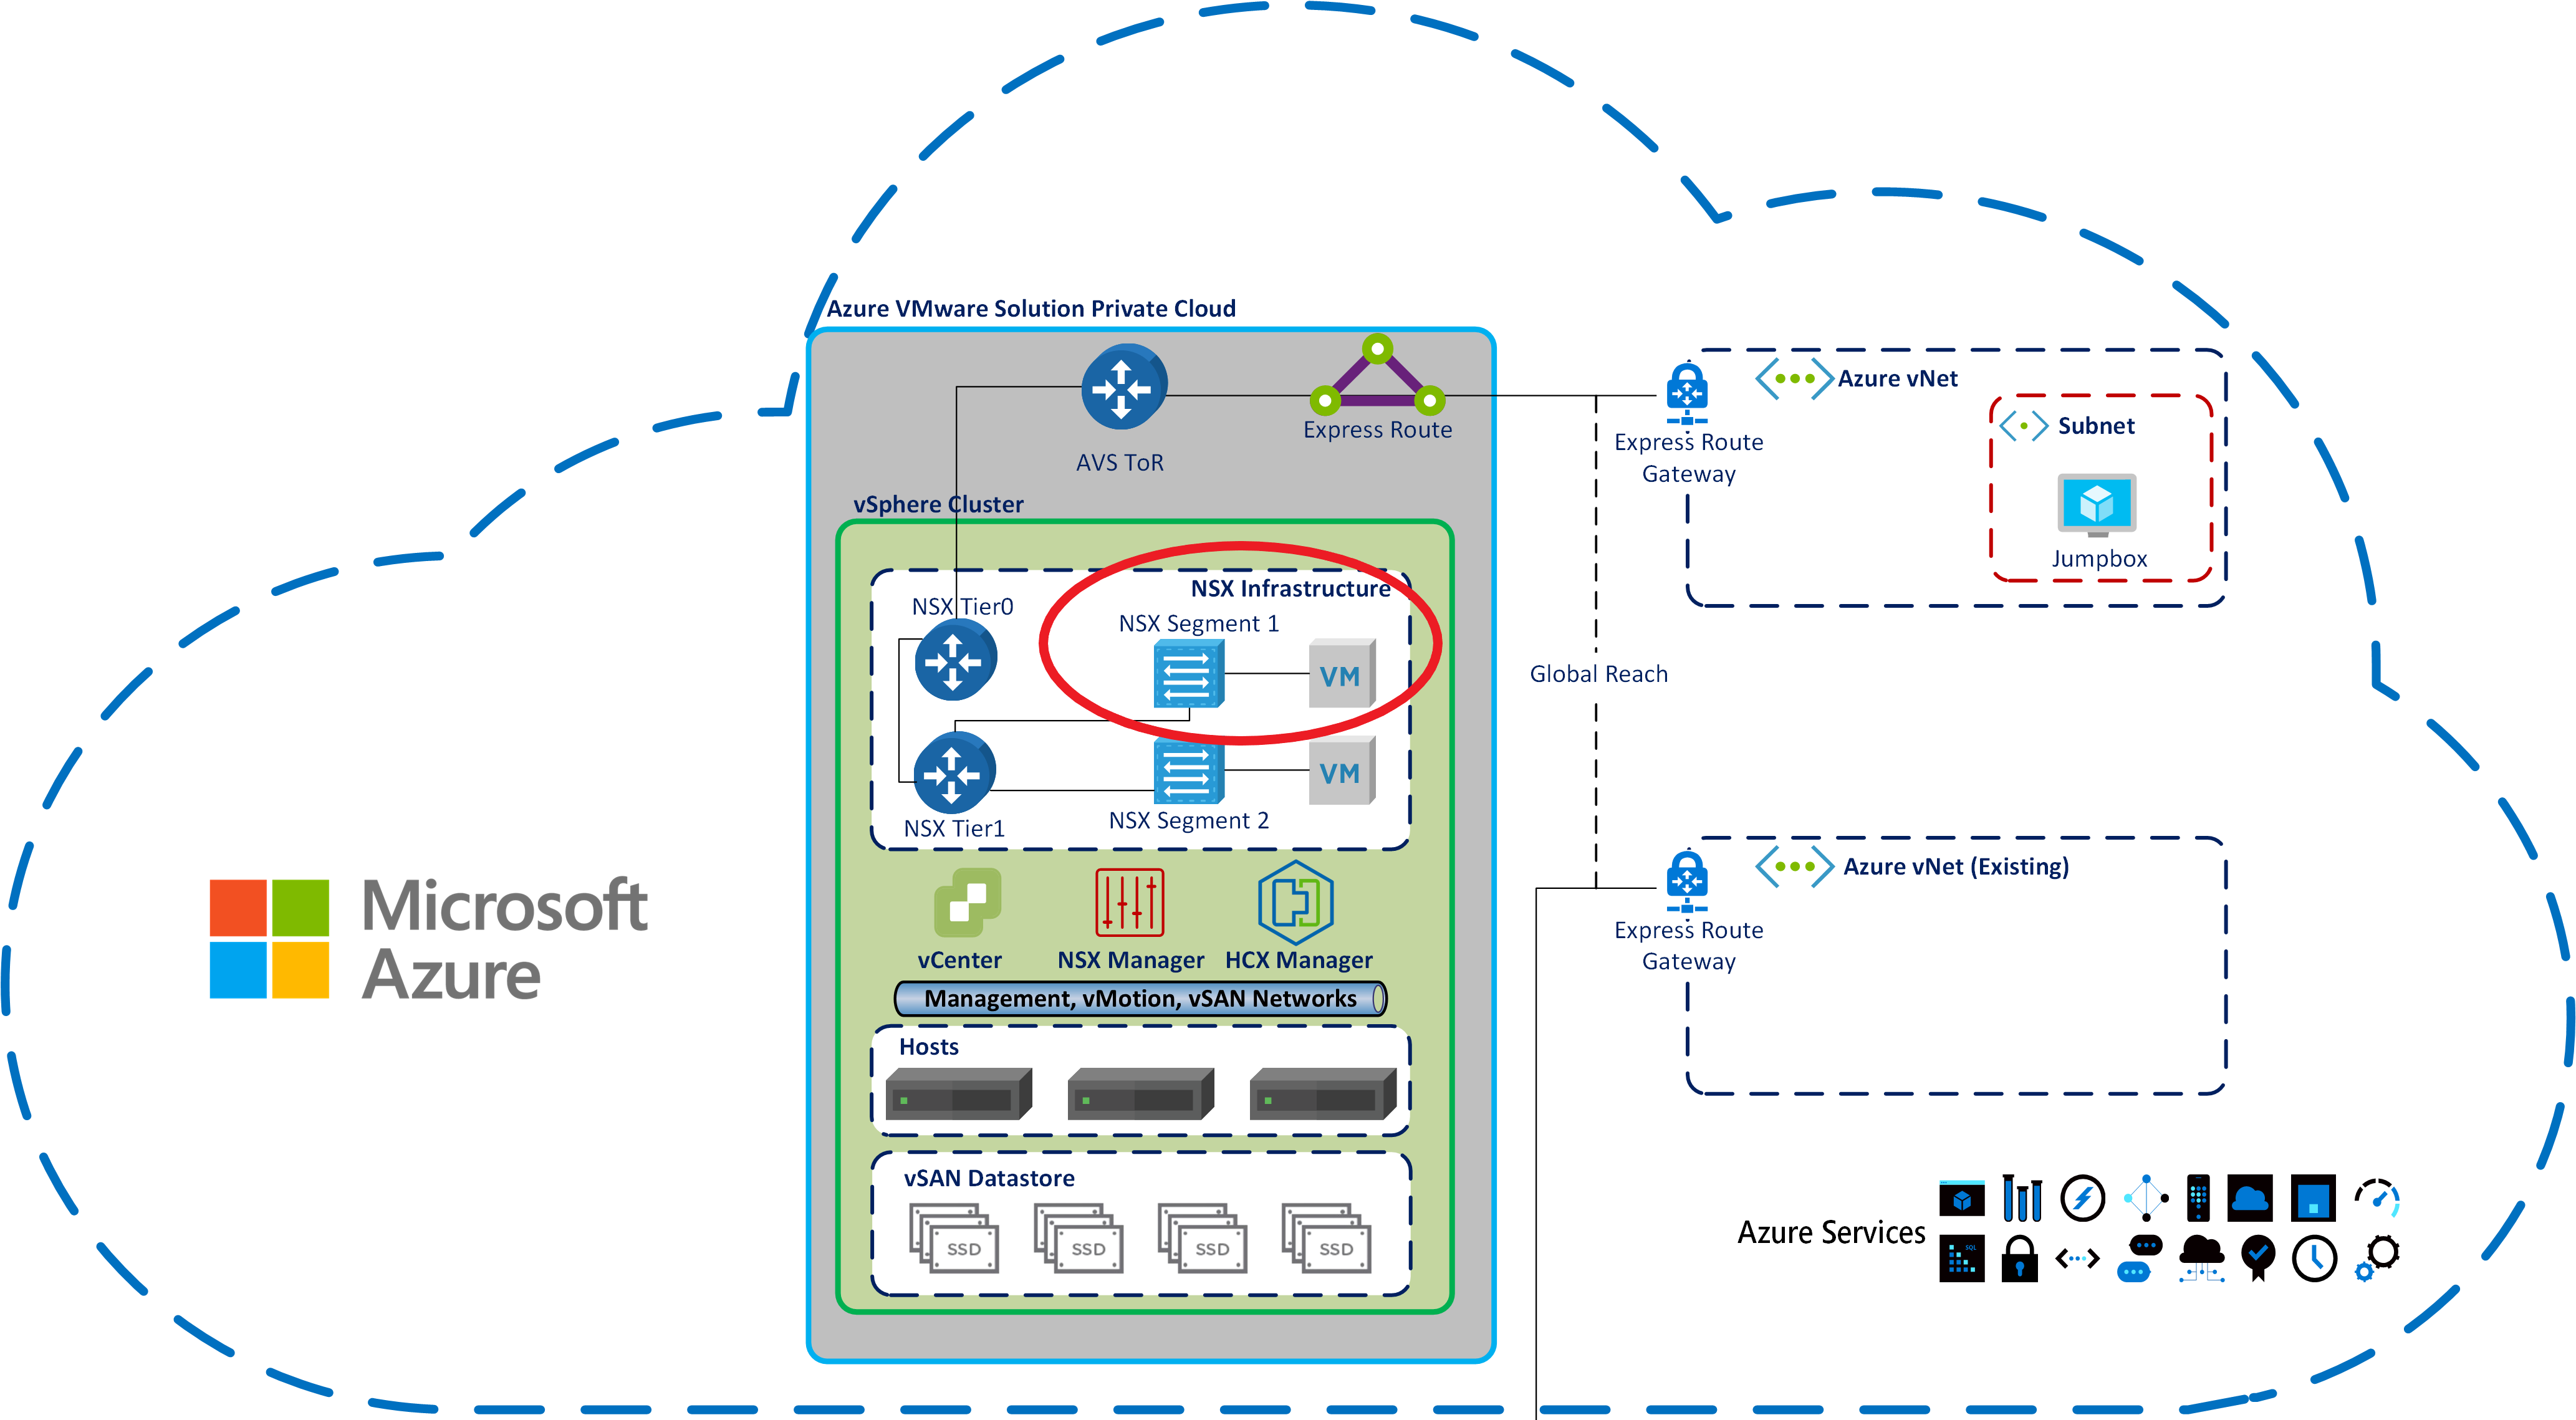 Azure VMware Solution Private Cloud
AVS ToR
Express Route
Express Route
Gateway
Azure vNet
Subnet
Jumpbox
vSphere Cluster
NSX Infrastructure
NSX Tier0
NSX Segment 1
VM
VM
NSX Tier1
NSX Segment 2
Global Reach
Microsoft
Azure
vCenter
NSX Manager
HCX Manager
Management, vMotion, vSAN Networks
Hosts
vSAN Datastore
SSD
SSD
SSD
SSD
Azure vNet (Existing)
Express Route
Gateway
Azure Services
SQL